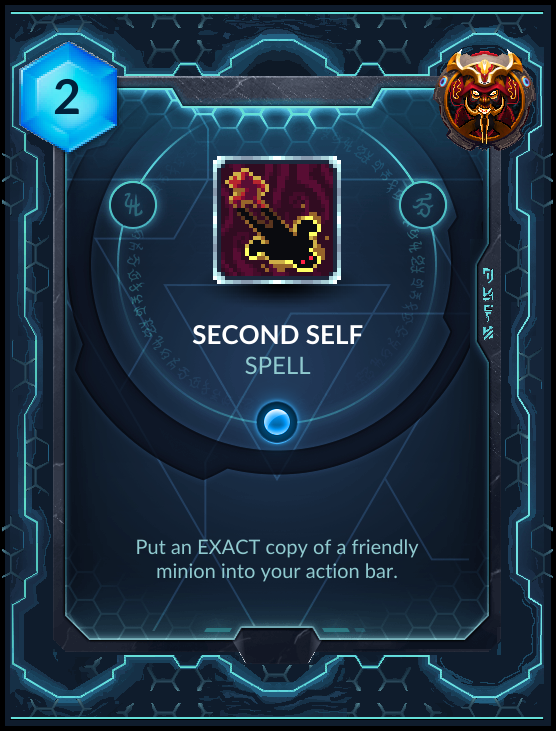 2
SECOND SELF
SPELL
Put an EXACT copy of a friendly
minion into your action bar.